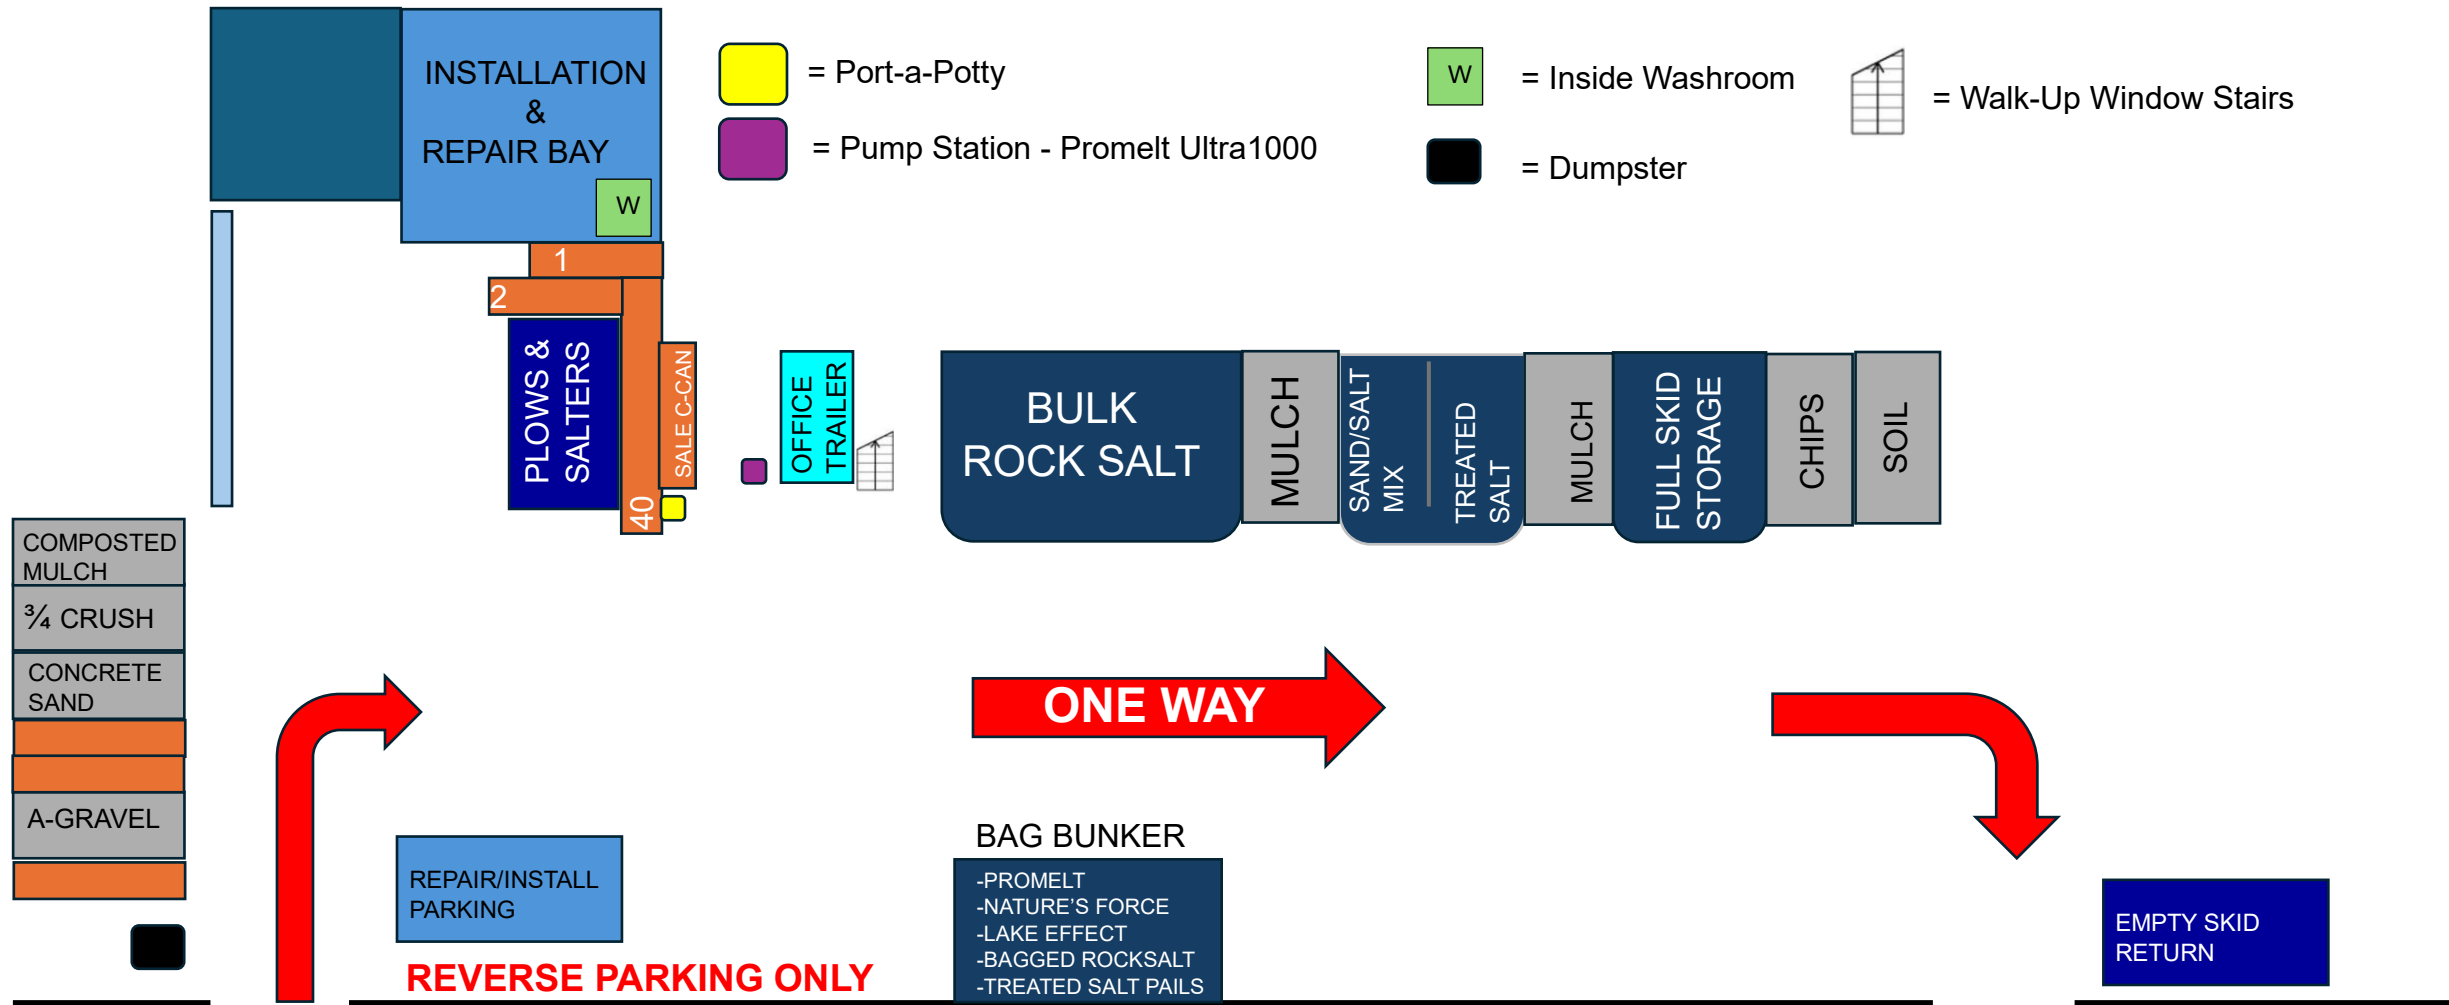 INSTALLATION
&
REPAIR BAY
W
= Port-a-Potty
= Pump Station - Promelt Ultra1000
W
= Inside Washroom
= Dumpster
= Walk-Up Window Stairs
1
2
40
PLOWS &
SALTERS
SALE C-CAN
OFFICE
TRAILER
BULK
ROCK SALT
MULCH
SAND/SALT
MIX
TREATED
SALT
MULCH
FULL SKID
STORAGE
CHIPS
SOIL
COMPOSTED
MULCH
¾ CRUSH
CONCRETE
SAND
A-GRAVEL
ONE WAY
REPAIR/INSTALL
PARKING
REVERSE PARKING ONLY
BAG BUNKER
-PROMELT
-NATURE'S FORCE
-LAKE EFFECT
-BAGGED ROCKSALT
-TREATED SALT PAILS
EMPTY SKID
RETURN